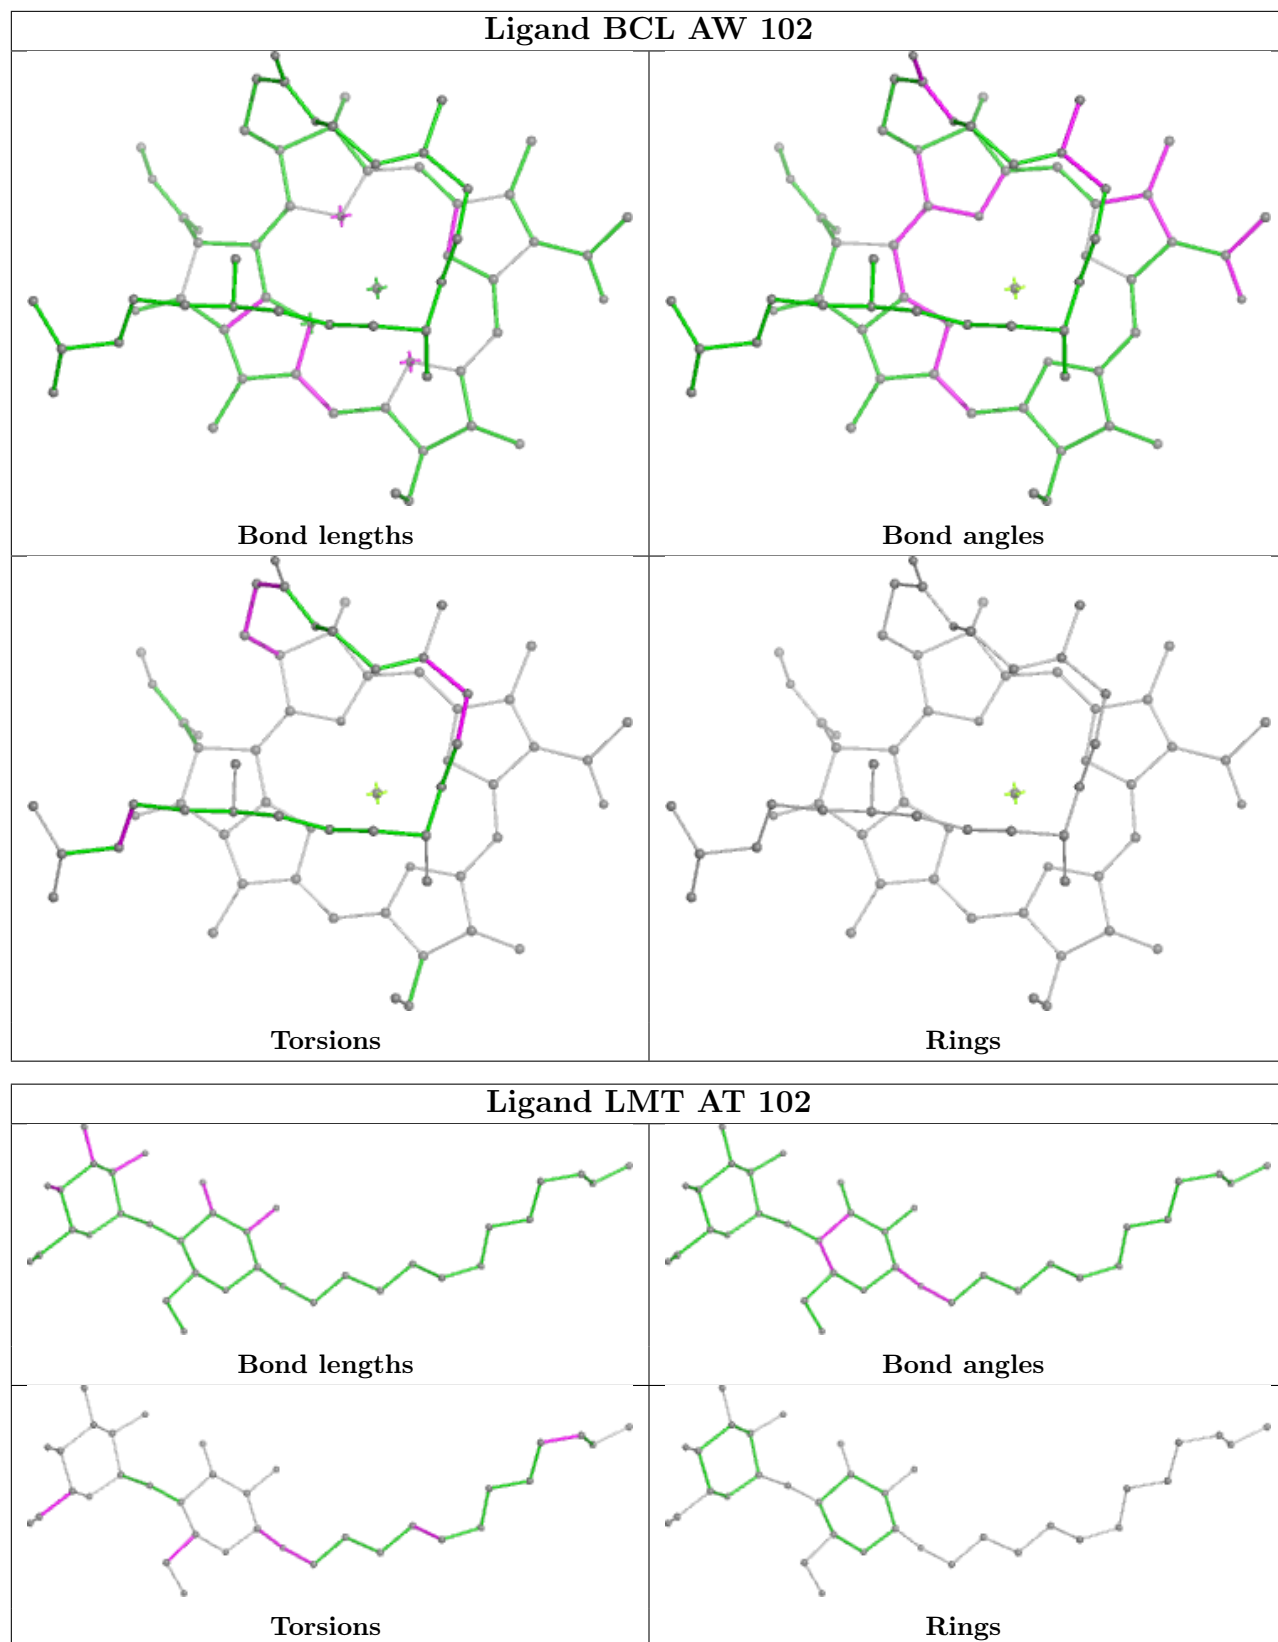 Ligand BCL AW 102
Bond lengths
Bond angles
Torsions
Rings
Ligand LMT AT 102
Bond lengths
Bond angles
Torsions
Rings